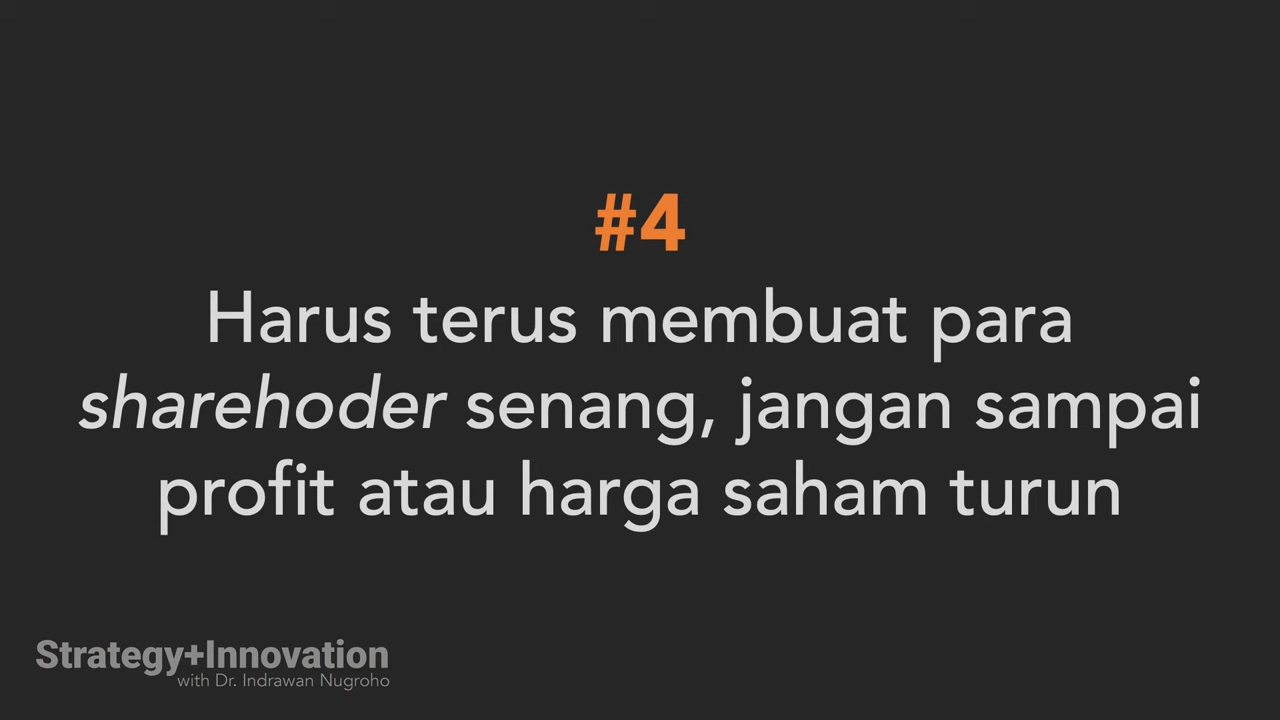 #4
Harus terus membuat para
sharehoder senang, jangan sampai
profit atau harga saham turun
Strategy+Innovation
with Dr. Indrawan Nugroho